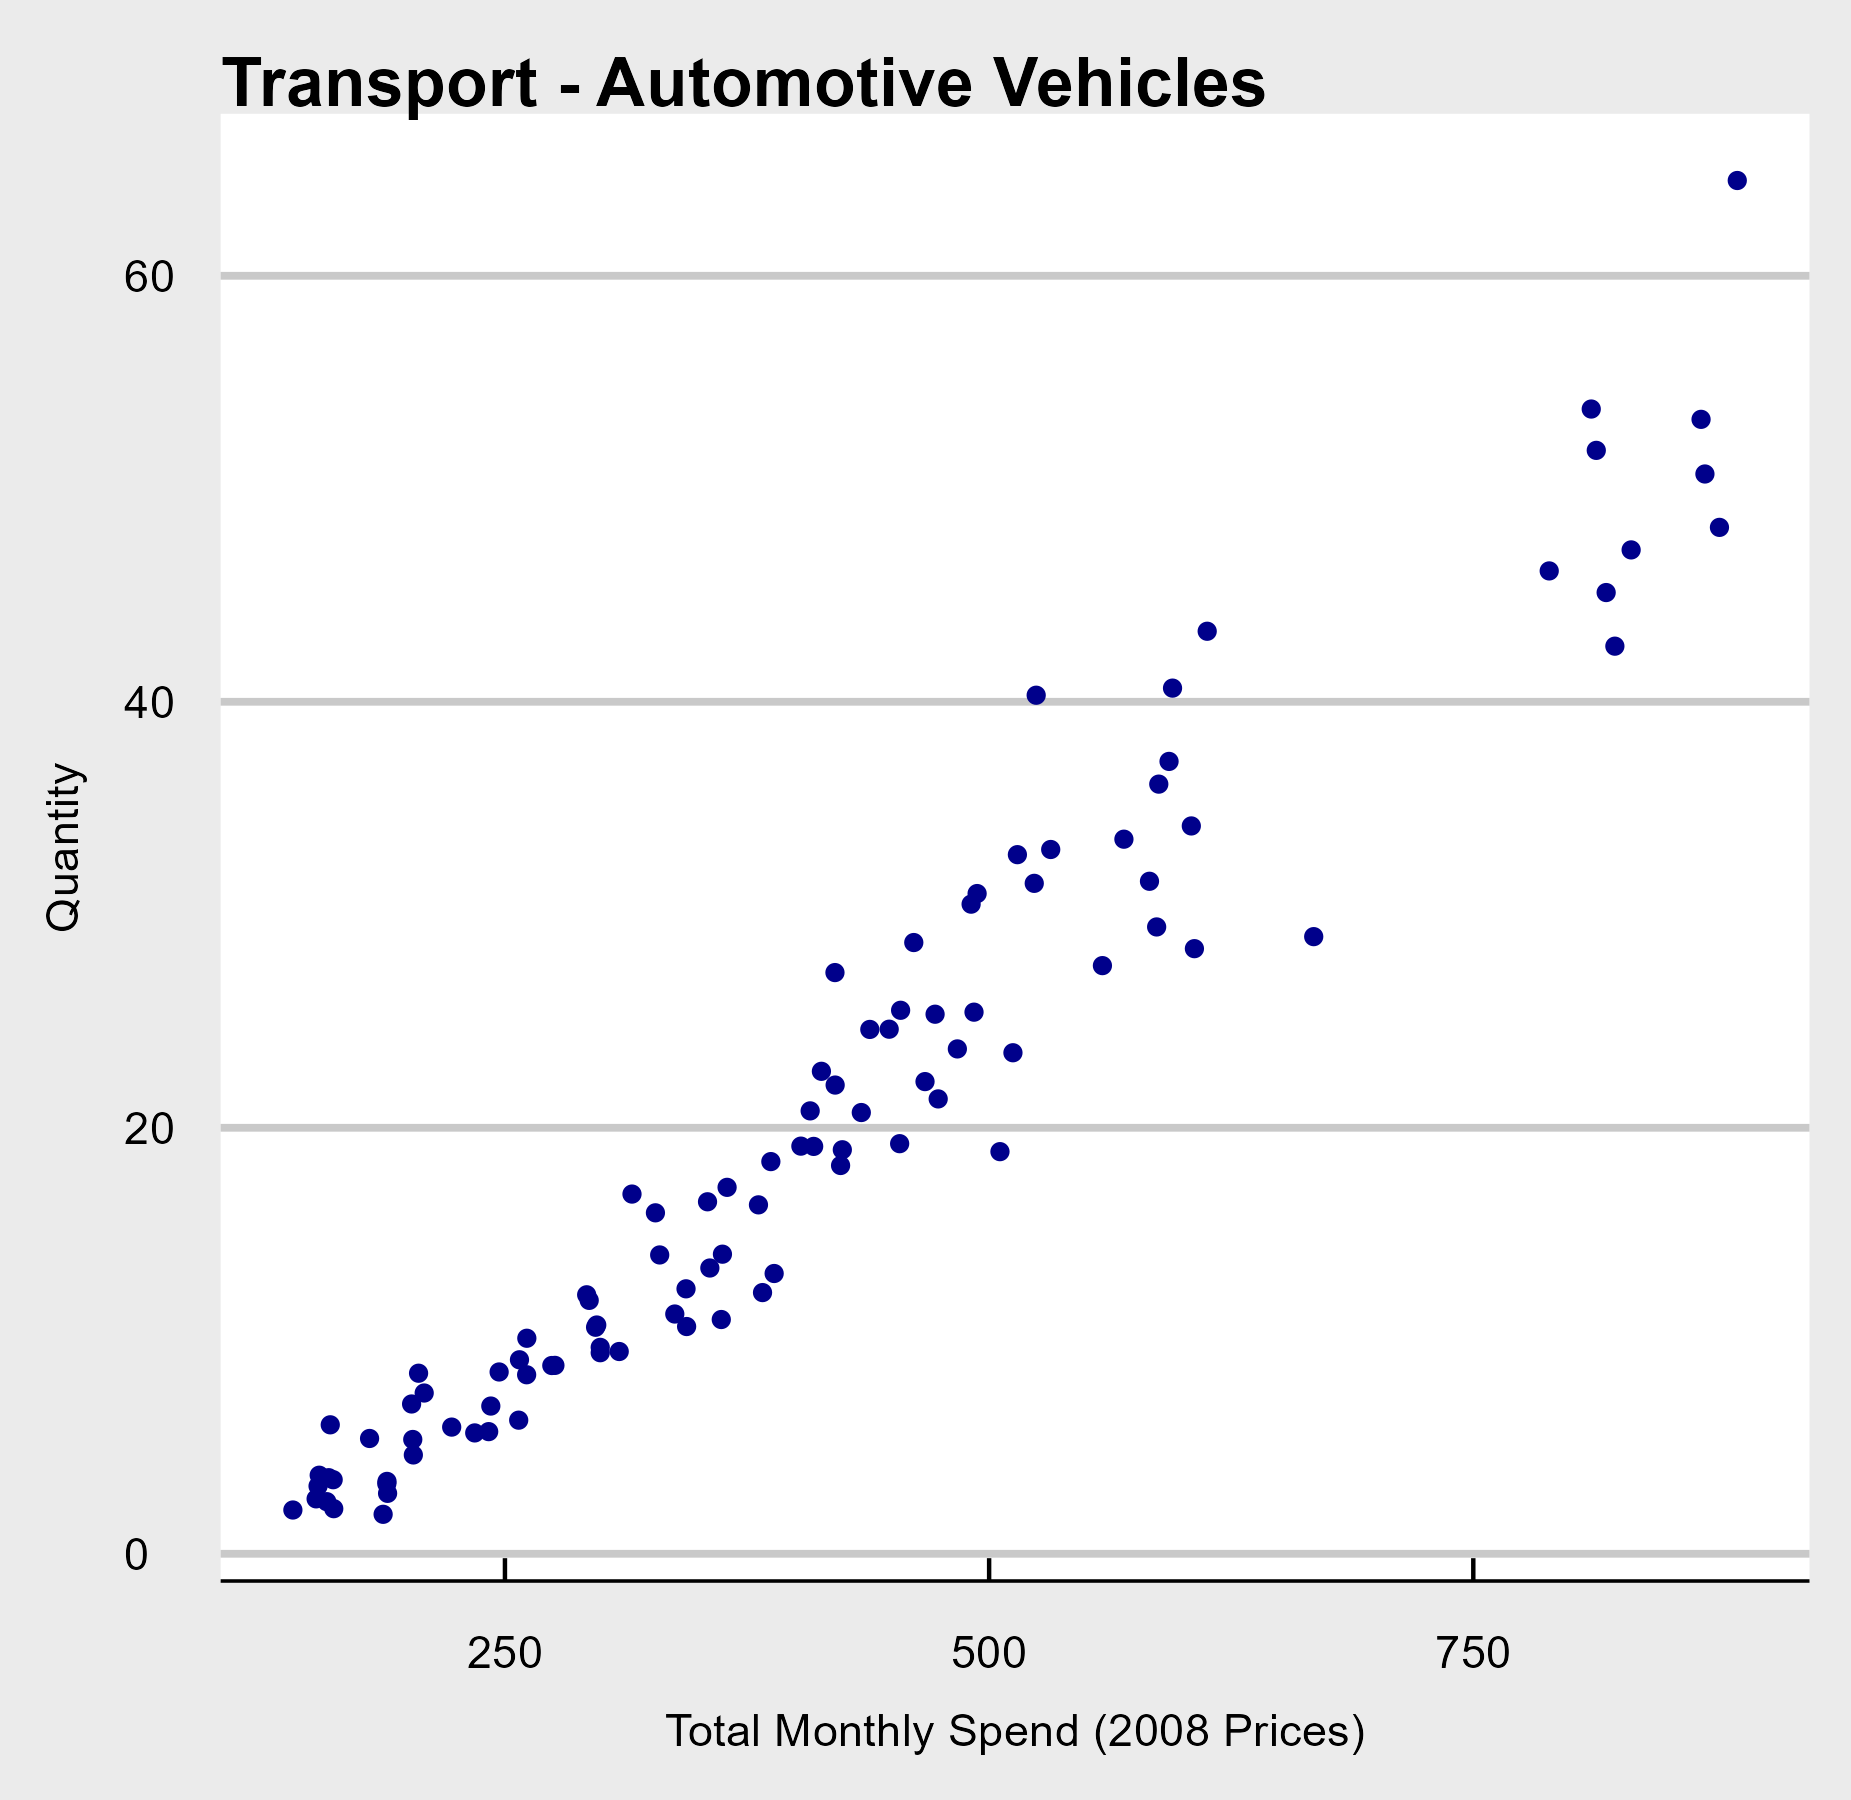 Transport - Automotive Vehicles
60
40
20
0
Quantity
250 500 750
Total Monthly Spend (2008 Prices)